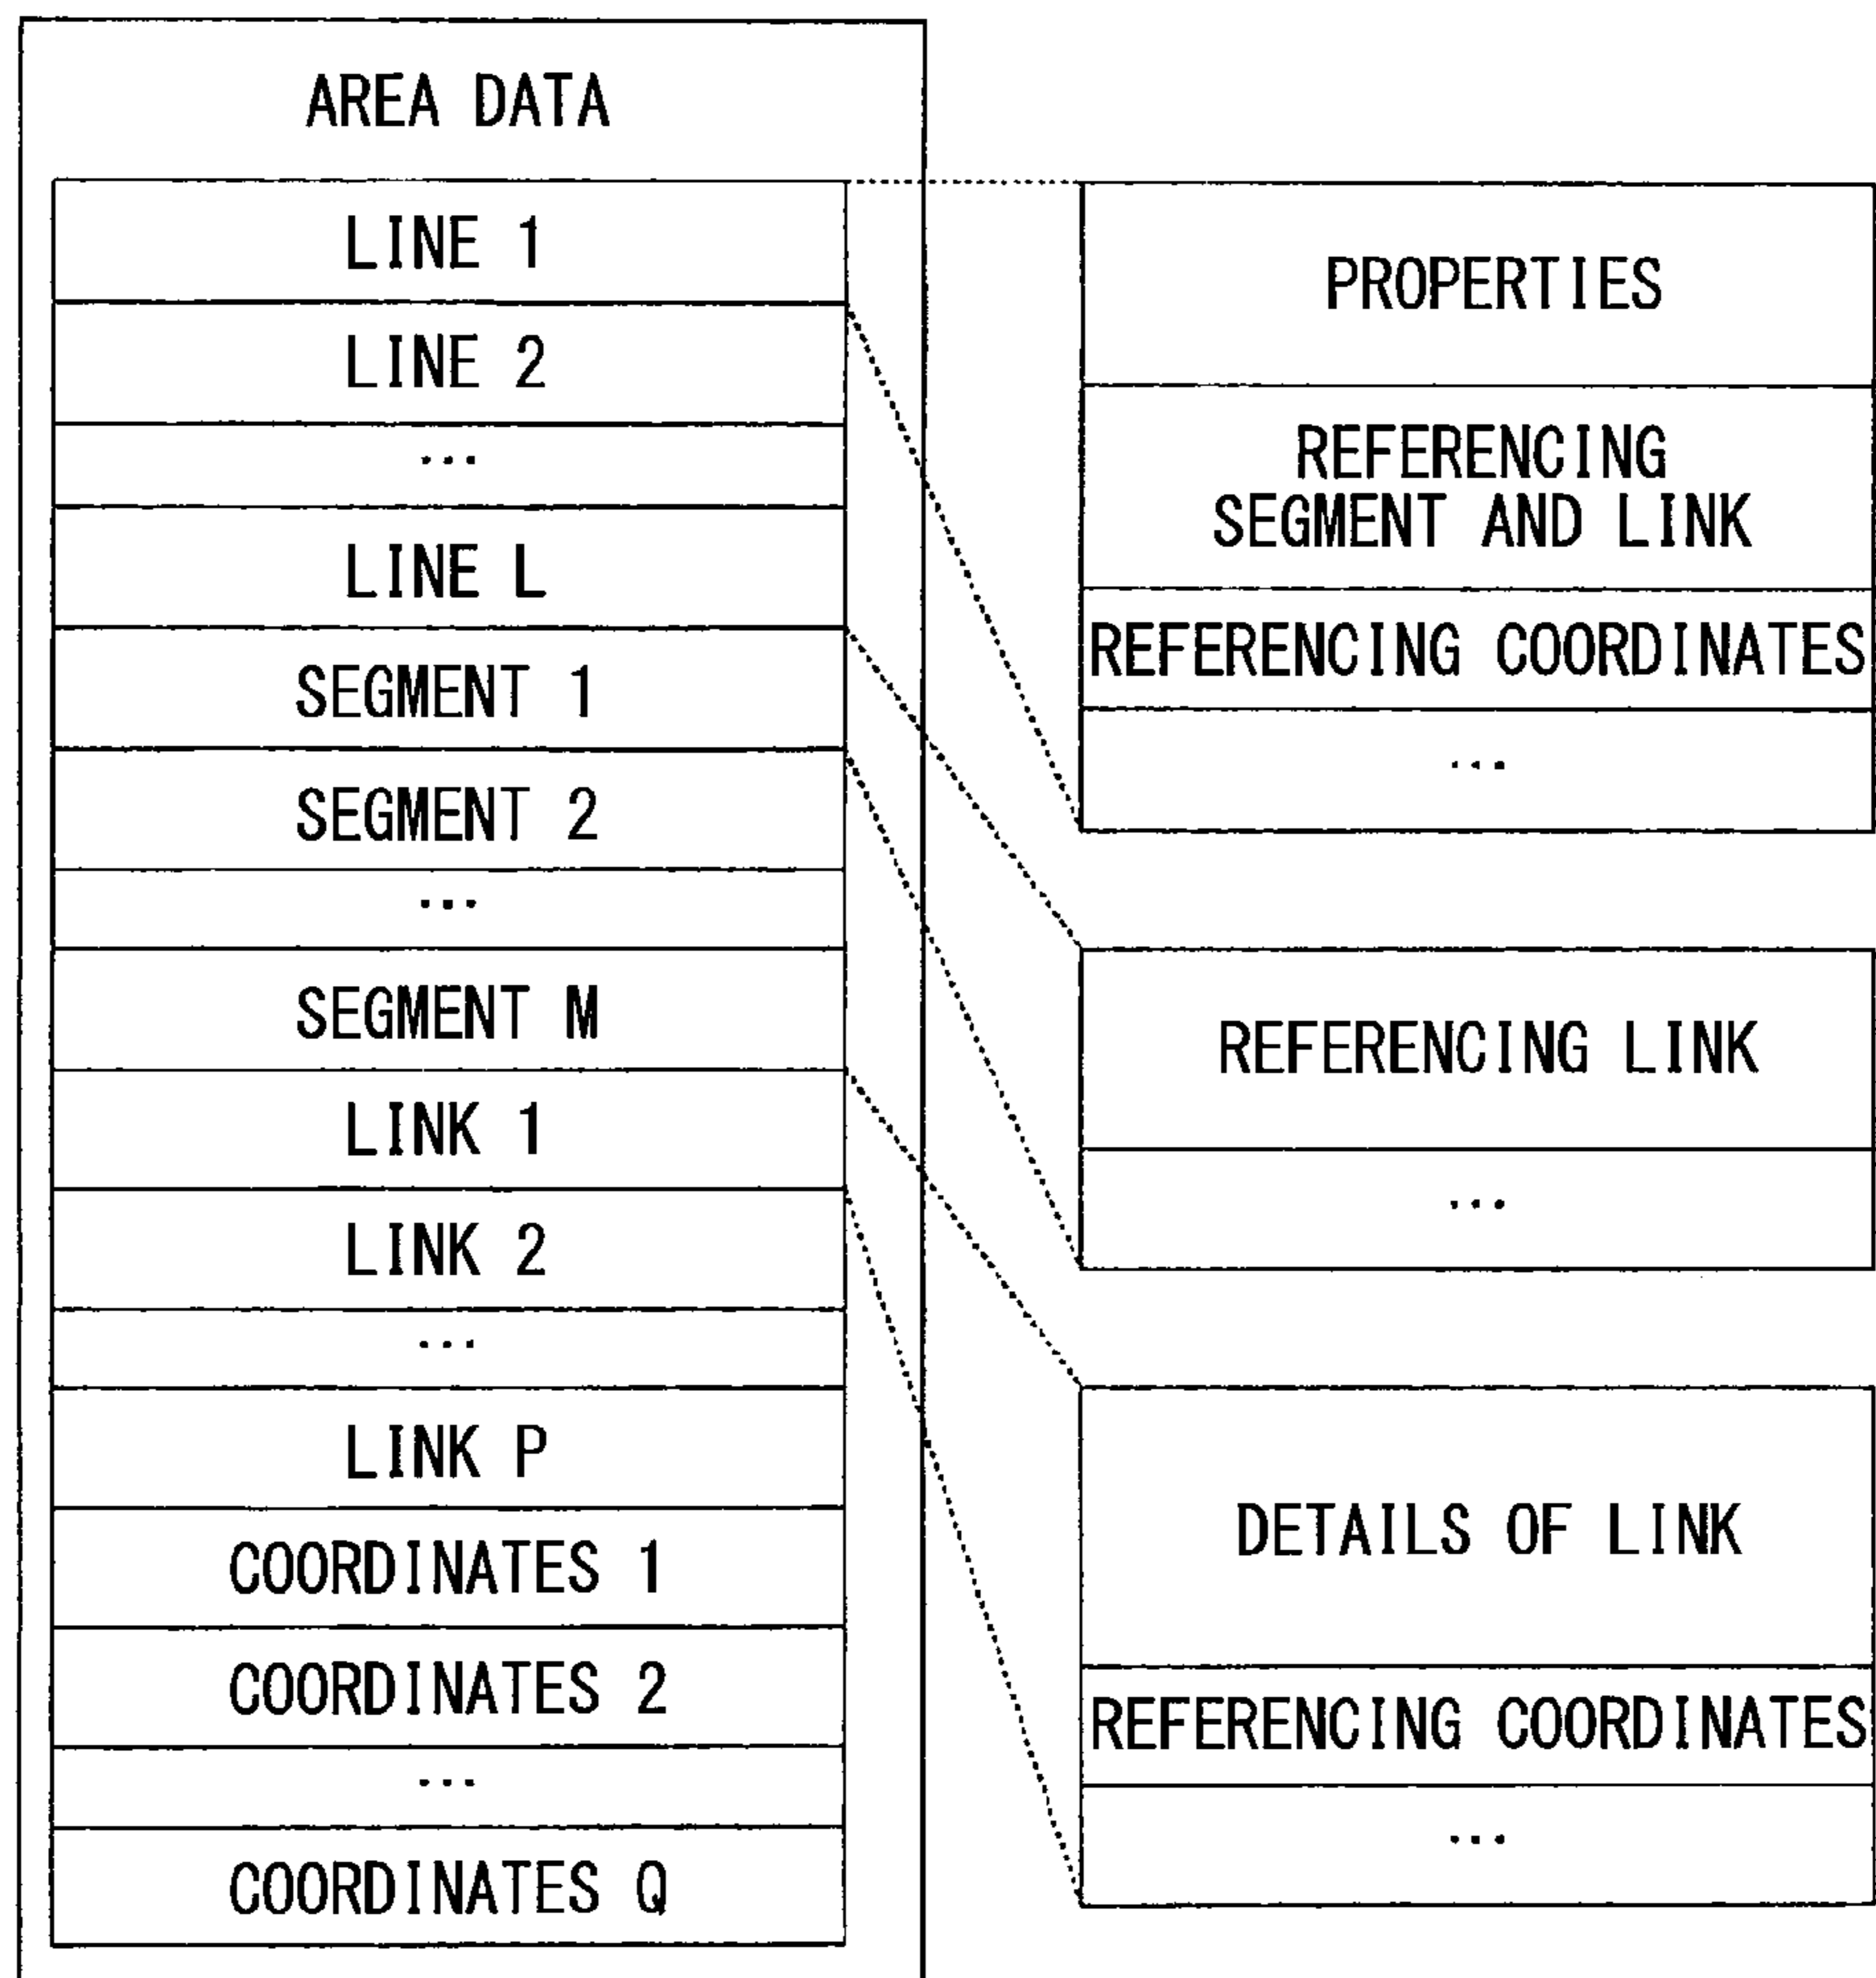 AREA DATA
LINE 1
LINE 2
...
LINE L
SEGMENT 1
SEGMENT 2
...
SEGMENT M
LINK 1
LINK 2
...
LINK P
COORDINATES 1
COORDINATES 2
...
COORDINATES Q
PROPERTIES
REFERENCING
SEGMENT AND LINK
REFERENCING COORDINATES
...
REFERENCING LINK
...
DETAILS OF LINK
REFERENCING COORDINATES
...